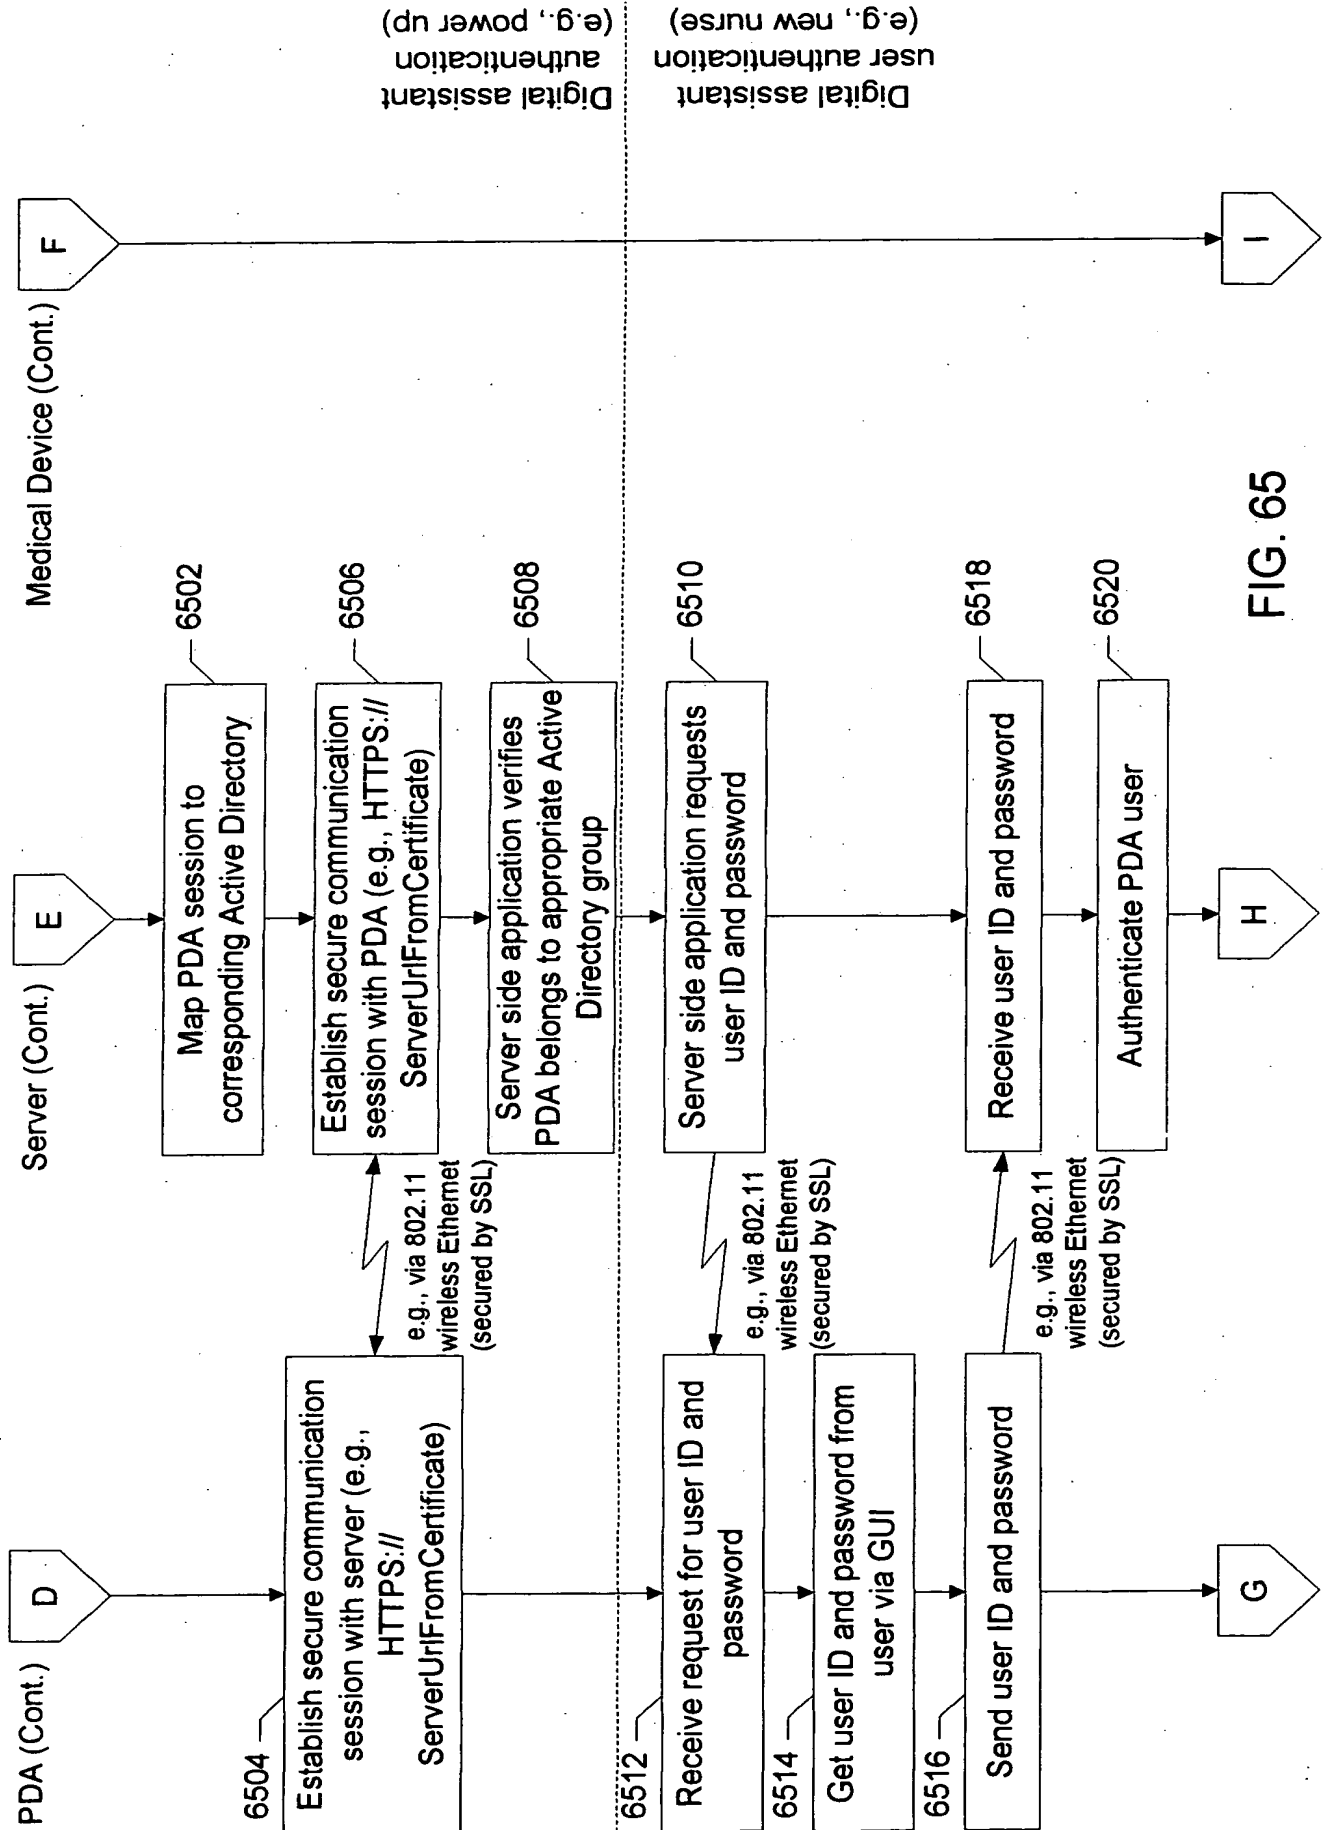 PDA (Cont.)
D
6504
Establish secure communication
session with server (e.g.,
HTTPS://
ServerUrlFromCertificate)
6512
Receive request for user ID and
password
6514
Get user ID and password from
user via GUI
6516
Send user ID and password
G
e.g., via 802.11
wireless Ethernet
(secured by SSL)
e.g., via 802.11
wireless Ethernet
(secured by SSL)
e.g., via 802.11
wireless Ethernet
(secured by SSL)
Server (Cont.)
E
Map PDA session to
corresponding Active Directory
6502
Establish secure communication
session with PDA (e.g., HTTPS://
ServerUrlFromCertificate)
6506
Server side application verifies
PDA belongs to appropriate Active
Directory group
6508
Server side application requests
user ID and password
6510
Receive user ID and password
6518
Authenticate PDA user
6520
H
Medical Device (Cont.)
F
I
Digital assistant
authentication
(e.g., power up)
Digital assistant
user authentication
(e.g., new nurse)
FIG. 65